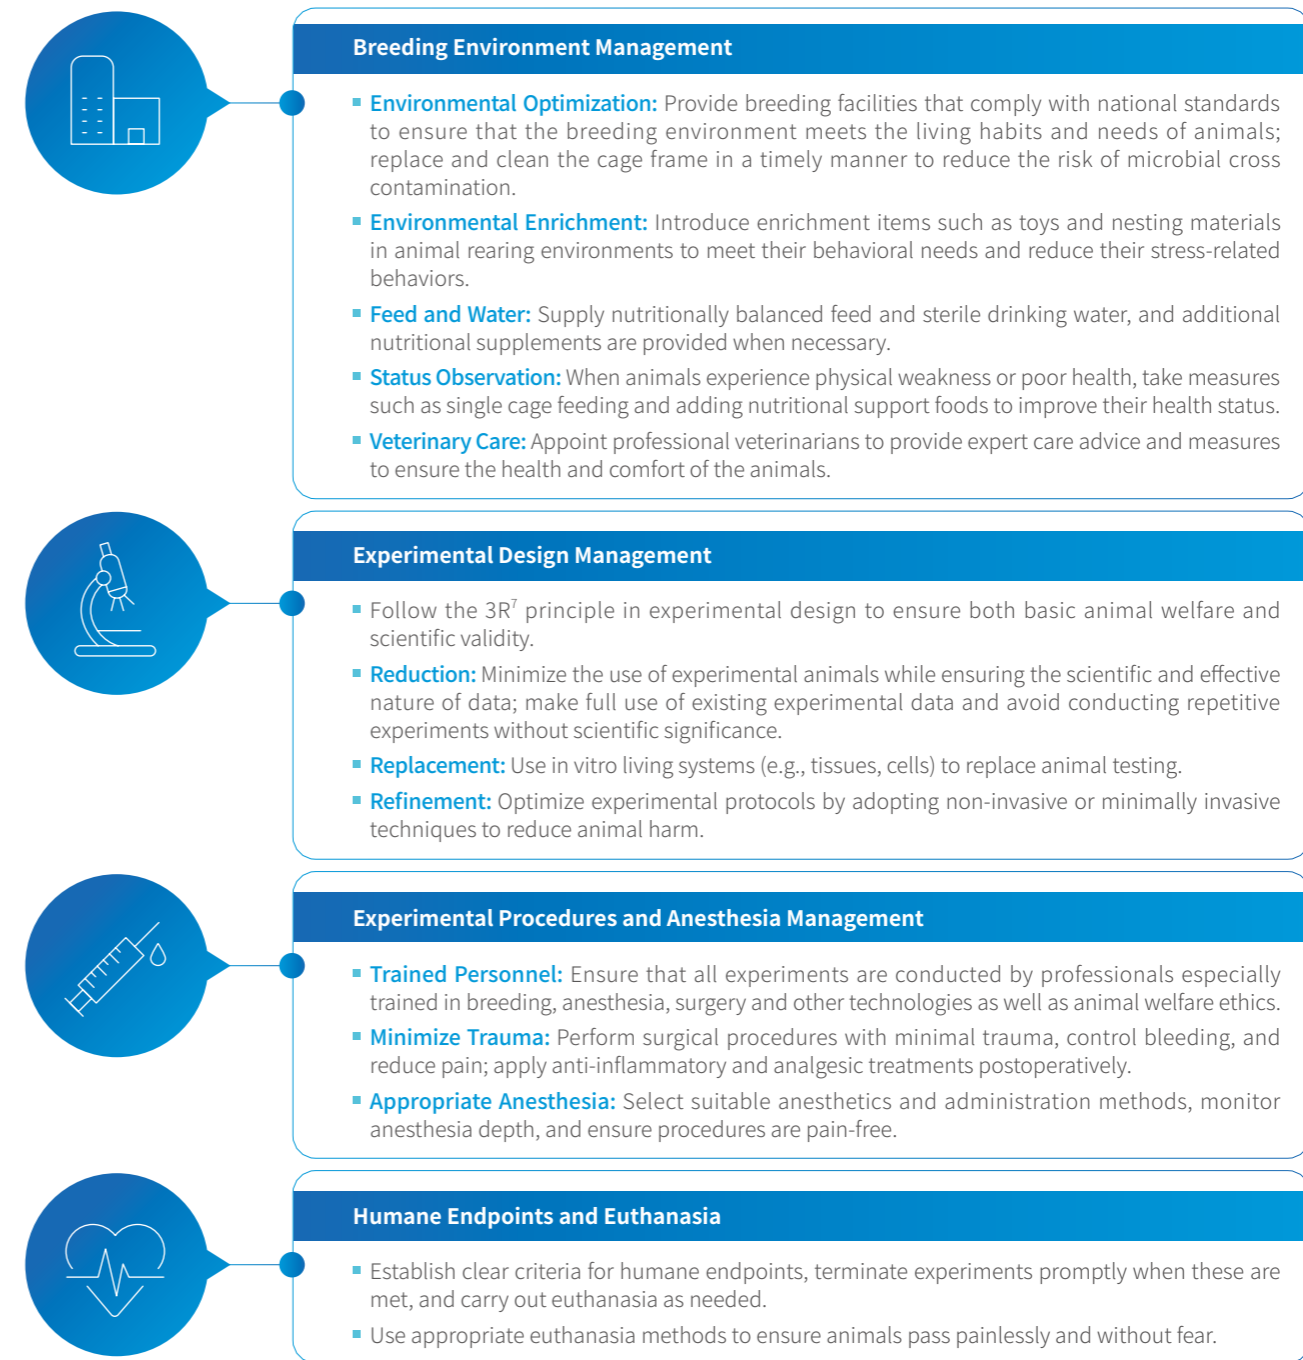 Breeding Environment Management
▪ Environmental Optimization: Provide breeding facilities that comply with national standards
to ensure that the breeding environment meets the living habits and needs of animals;
replace and clean the cage frame in a timely manner to reduce the risk of microbial cross
contamination.
▪ Environmental Enrichment: Introduce enrichment items such as toys and nesting materials
in animal rearing environments to meet their behavioral needs and reduce their stress-related
behaviors.
▪ Feed and Water: Supply nutritionally balanced feed and sterile drinking water, and additional
nutritional supplements are provided when necessary.
▪ Status Observation: When animals experience physical weakness or poor health, take measures
such as single cage feeding and adding nutritional support foods to improve their health status.
▪ Veterinary Care: Appoint professional veterinarians to provide expert care advice and measures
to ensure the health and comfort of the animals.
Experimental Design Management
▪ Follow the 3R⁷ principle in experimental design to ensure both basic animal welfare and
scientific validity.
▪ Reduction: Minimize the use of experimental animals while ensuring the scientific and effective
nature of data; make full use of existing experimental data and avoid conducting repetitive
experiments without scientific significance.
▪ Replacement: Use in vitro living systems (e.g., tissues, cells) to replace animal testing.
▪ Refinement: Optimize experimental protocols by adopting non-invasive or minimally invasive
techniques to reduce animal harm.
Experimental Procedures and Anesthesia Management
▪ Trained Personnel: Ensure that all experiments are conducted by professionals especially
trained in breeding, anesthesia, surgery and other technologies as well as animal welfare ethics.
▪ Minimize Trauma: Perform surgical procedures with minimal trauma, control bleeding, and
reduce pain; apply anti-inflammatory and analgesic treatments postoperatively.
▪ Appropriate Anesthesia: Select suitable anesthetics and administration methods, monitor
anesthesia depth, and ensure procedures are pain-free.
Humane Endpoints and Euthanasia
▪ Establish clear criteria for humane endpoints, terminate experiments promptly when these are
met, and carry out euthanasia as needed.
▪ Use appropriate euthanasia methods to ensure animals pass painlessly and without fear.